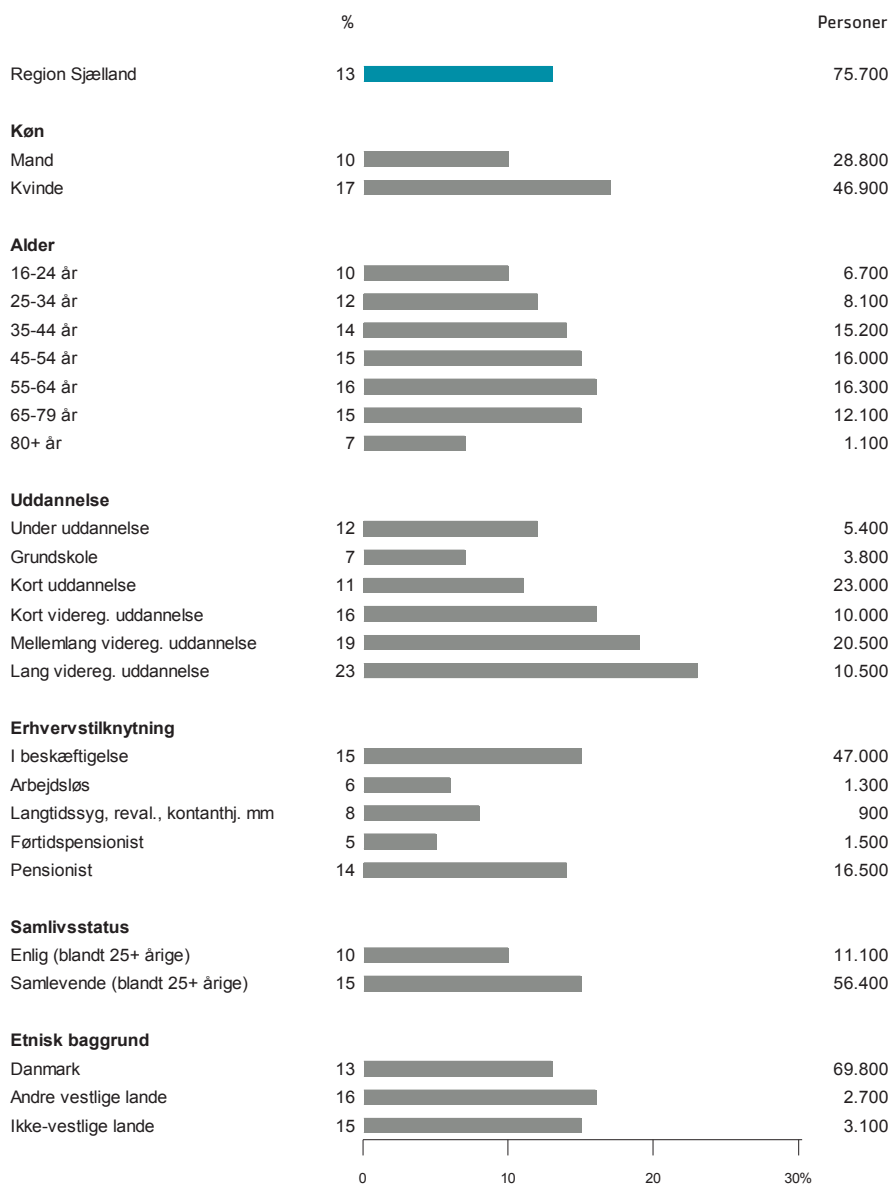 % Personer
Region Sjælland 13 75.700
Køn
Mand 10 28.800
Kvinde 17 46.900
Alder
16-24 år 10 6.700
25-34 år 12 8.100
35-44 år 14 15.200
45-54 år 15 16.000
55-64 år 16 16.300
65-79 år 15 12.100
80+ år 7 1.100
Uddannelse
Under uddannelse 12 5.400
Grundskole 7 3.800
Kort uddannelse 11 23.000
Kort videreg. uddannelse 16 10.000
Mellemlang videreg. uddannelse 19 20.500
Lang videreg. uddannelse 23 10.500
Erhvervstilknytning
I beskæftigelse 15 47.000
Arbejdsløs 6 1.300
Langtidssyg, reval., kontanthj. mm 8 900
Førtidspensionist 5 1.500
Pensionist 14 16.500
Samlivsstatus
Enlig (blandt 25+ årige) 10 11.100
Samlevende (blandt 25+ årige) 15 56.400
Etnisk baggrund
Danmark 13 69.800
Andre vestlige lande 16 2.700
Ikke-vestlige lande 15 3.100
0 10 20 30%